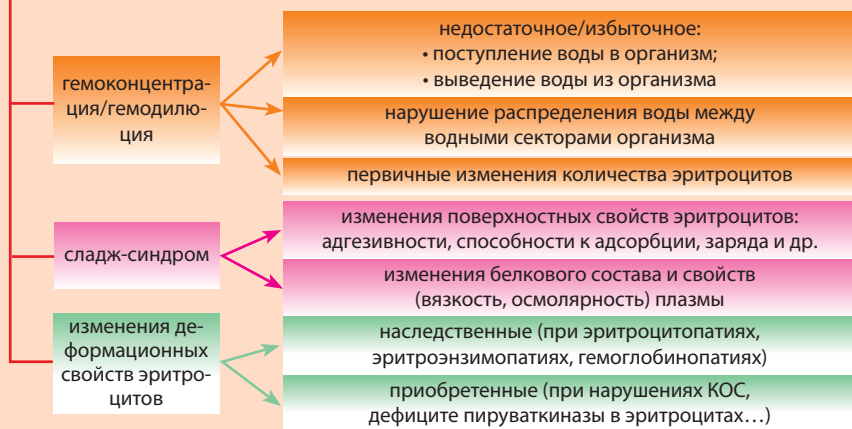 гемоконцентра-
ция/гемодилю-
ция
недостаточное/избыточное:
• поступление воды в организм;
• выведение воды из организма
нарушение распределения воды между
водными секторами организма
первичные изменения количества эритроцитов
сладж-синдром
изменения поверхностных свойств эритроцитов:
адгезивности, способности к адсорбции, заряда и др.
изменения белкового состава и свойств
(вязкость, осмолярность) плазмы
изменения де-
формационных
свойств эритро-
цитов
наследственные (при эритроцитопатиях,
эритроэнзимопатиях, гемоглобинопатиях)
приобретенные (при нарушениях КОС,
дефиците пируваткиназы в эритроцитах…)